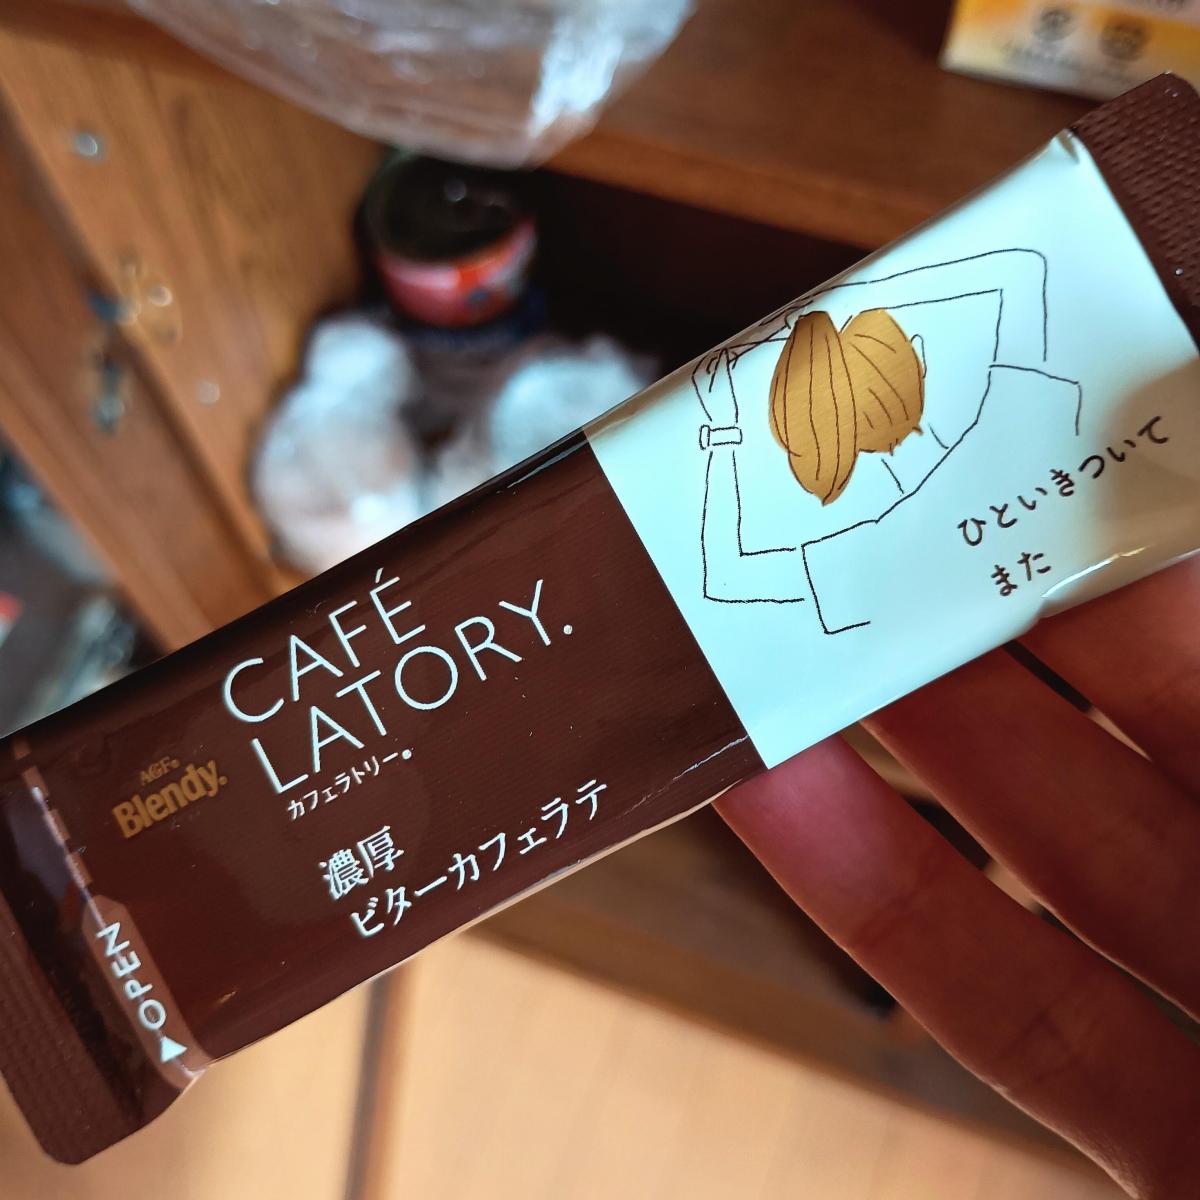 CAFÉ
LATORY.
カフェラトリー®
AGF®
Blendy®
濃厚
ビターカフェラテ
▲OPEN
ひといきついて
また